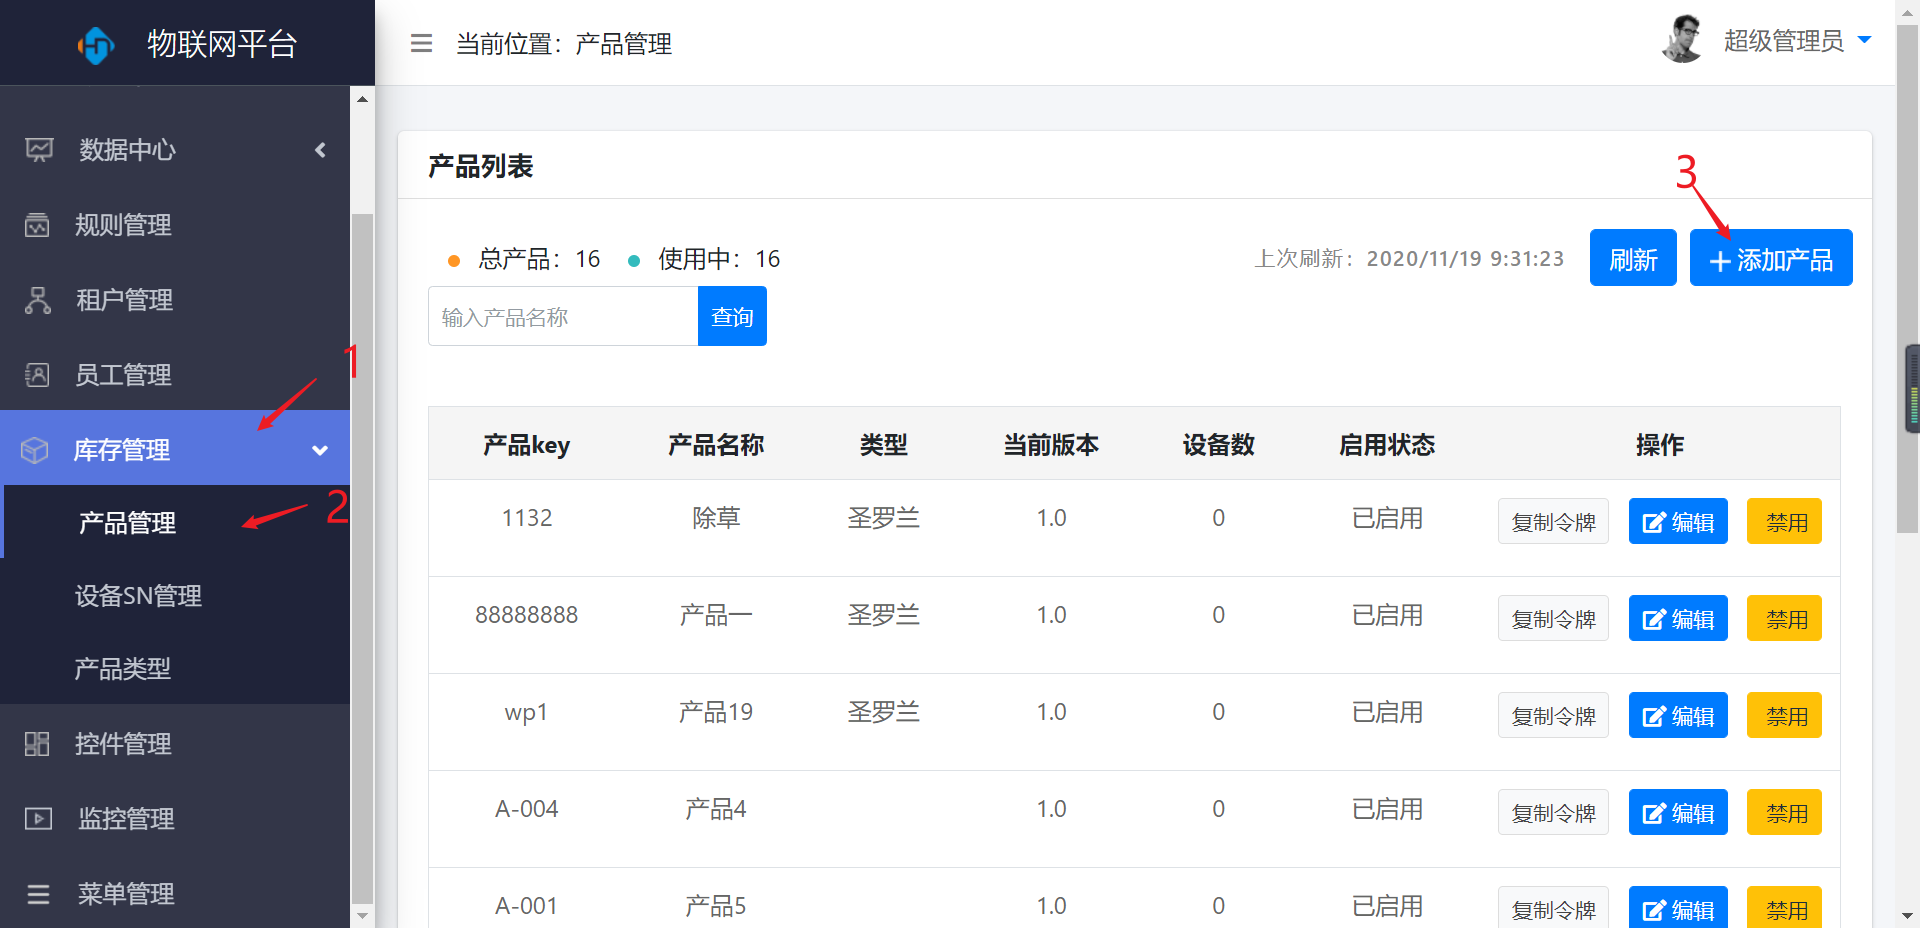 物联网平台
当前位置：产品管理
超级管理员
数据中心
规则管理
租户管理
员工管理
1
库存管理
产品管理
2
设备SN管理
产品类型
控件管理
监控管理
菜单管理
产品列表
3
总产品：16 使用中：16
上次刷新：2020/11/19 9:31:23
刷新
添加产品
输入产品名称
查询
产品key 产品名称 类型 当前版本 设备数 启用状态 操作
1132 除草 圣罗兰 1.0 0 已启用 复制令牌 编辑 禁用
88888888 产品一 圣罗兰 1.0 0 已启用 复制令牌 编辑 禁用
wp1 产品19 圣罗兰 1.0 0 已启用 复制令牌 编辑 禁用
A-004 产品4 1.0 0 已启用 复制令牌 编辑 禁用
A-001 产品5 1.0 0 已启用 复制令牌 编辑 禁用